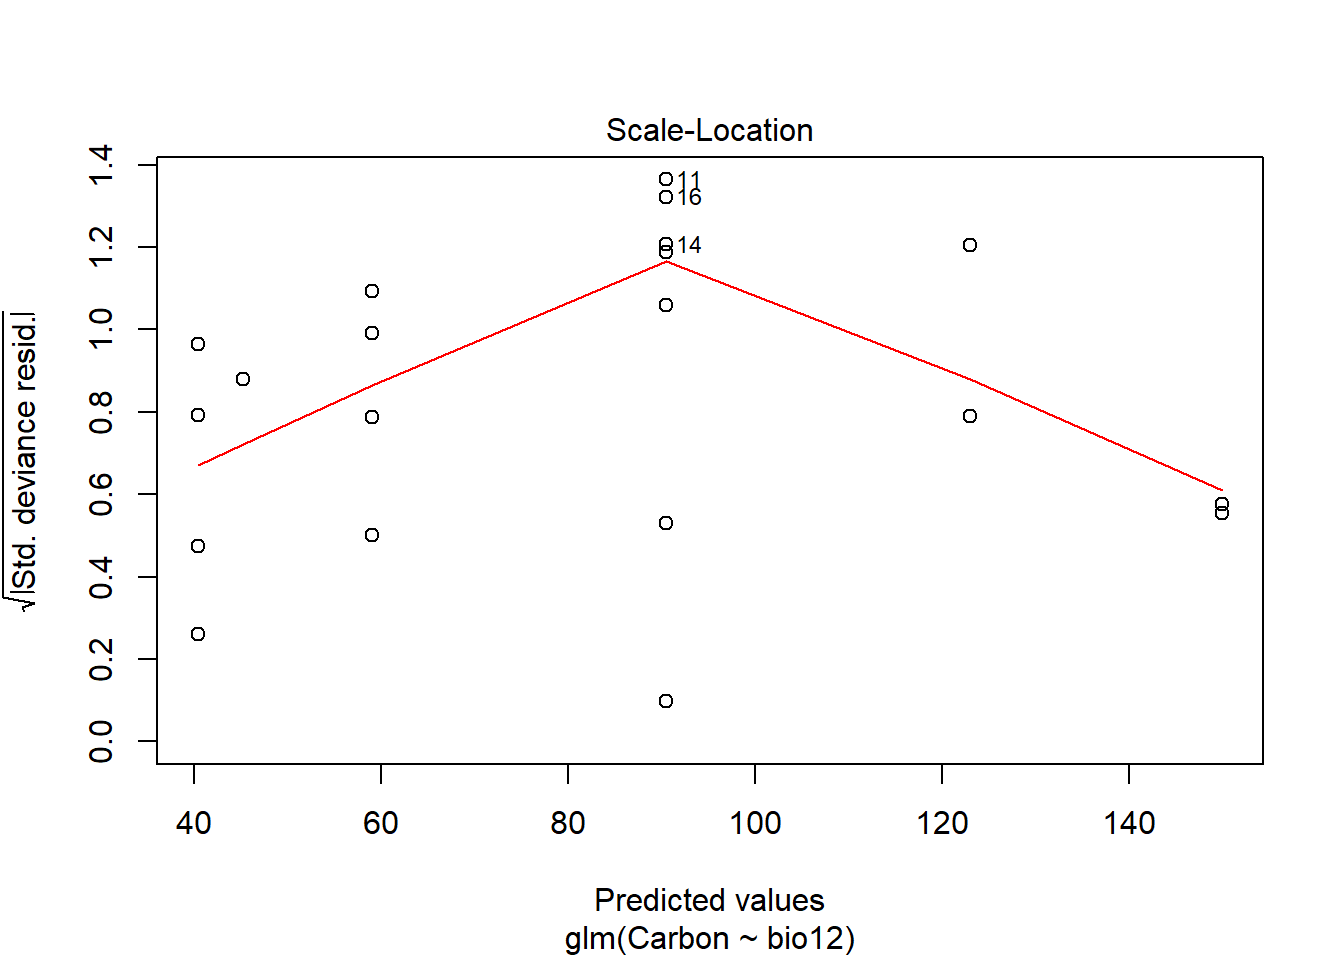 Scale-Location
√|Std. deviance resid.|
1.4
1.2
1.0
0.8
0.6
0.4
0.2
0.0
11
16
14
40 60 80 100 120 140
Predicted values
glm(Carbon ~ bio12)